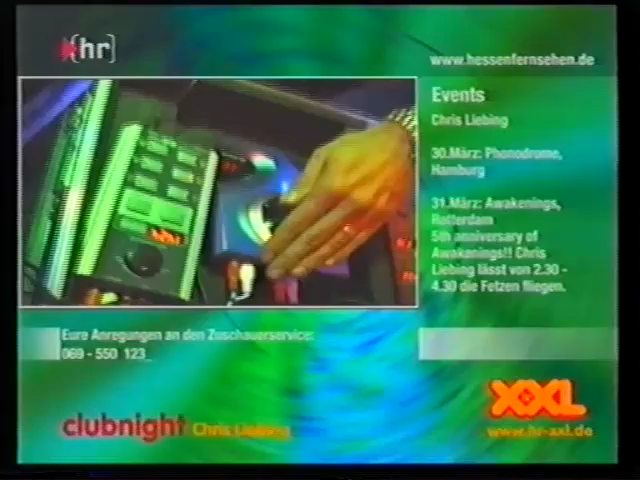 hr
www.hessenfernsehen.de
Events
Chris Liebing
30.März: Phonodrome,
Hamburg
31.März: Awakenings,
Rotterdam
5th anniversary of
Awakenings!! Chris
Liebing lässt von 2.30 -
4.30 die Fetzen fliegen.
Eure Anregungen an den Zuschauerservice:
069 - 550 123_
XXL
clubnight Chris Liebing
www.hr-xxl.de